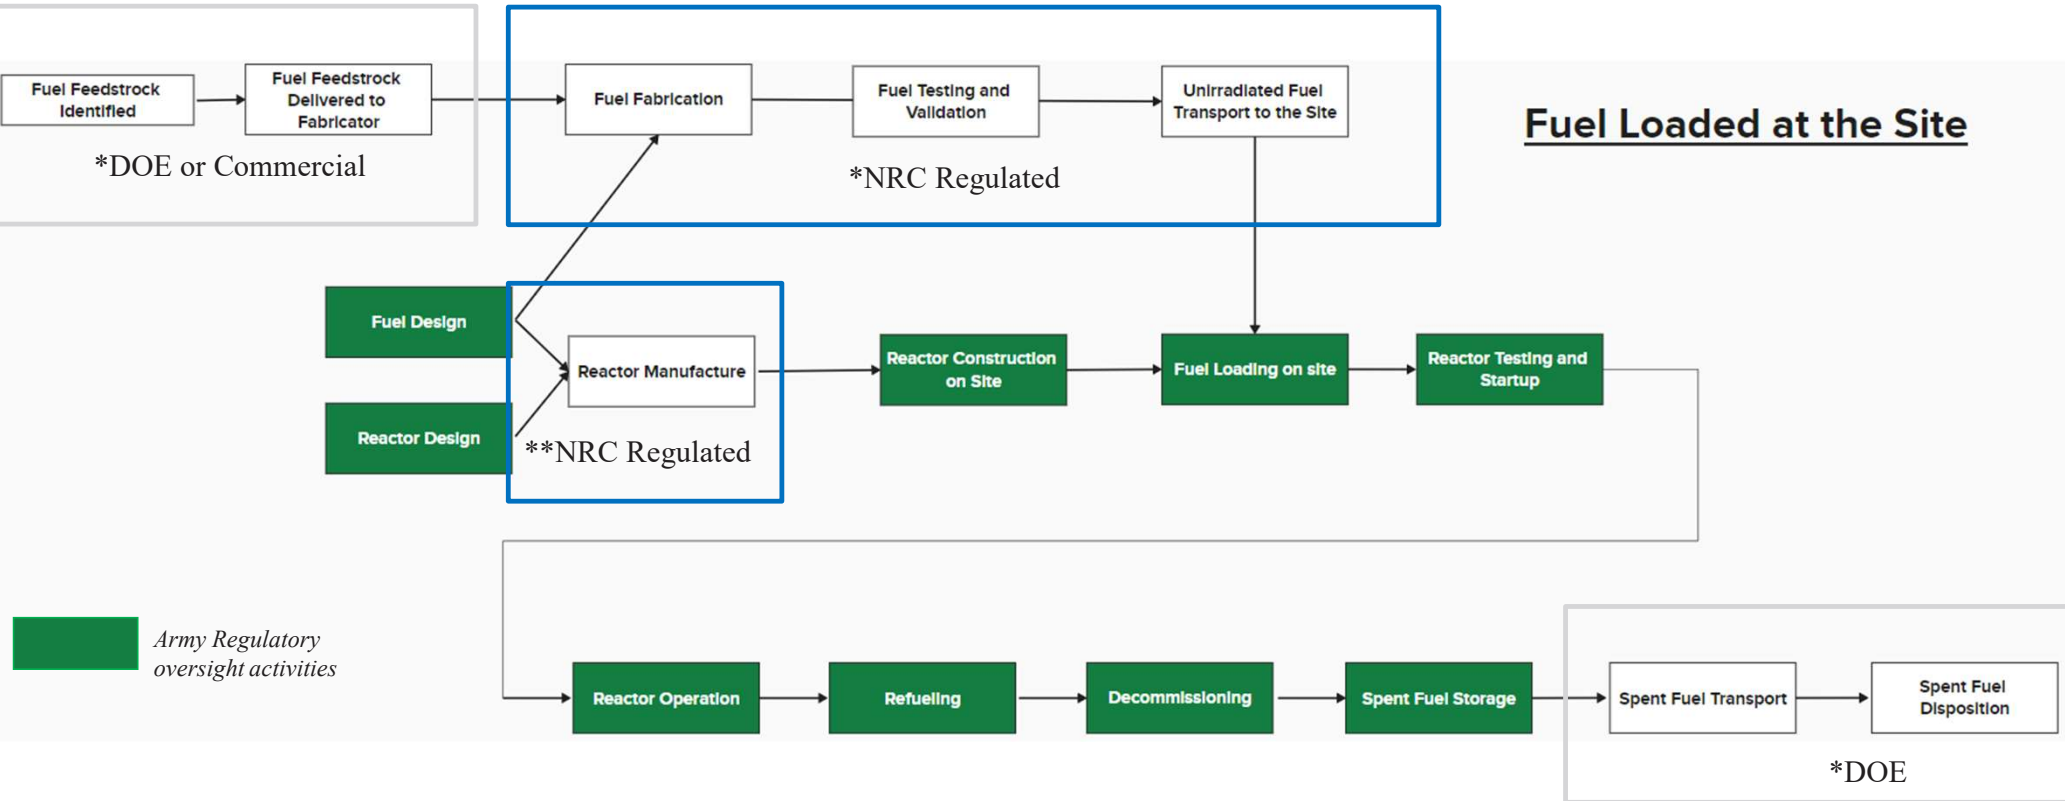 Fuel Feedstrock
Identified
Fuel Feedstrock
Delivered to
Fabricator
*DOE or Commercial
Fuel Fabrication
Fuel Testing and
Validation
Unirradiated Fuel
Transport to the Site
*NRC Regulated
Fuel Loaded at the Site
Fuel Design
Reactor Design
Reactor Manufacture
**NRC Regulated
Reactor Construction
on Site
Fuel Loading on site
Reactor Testing and
Startup
Army Regulatory
oversight activities
Reactor Operation
Refueling
Decommissioning
Spent Fuel Storage
Spent Fuel Transport
Spent Fuel
Disposition
*DOE